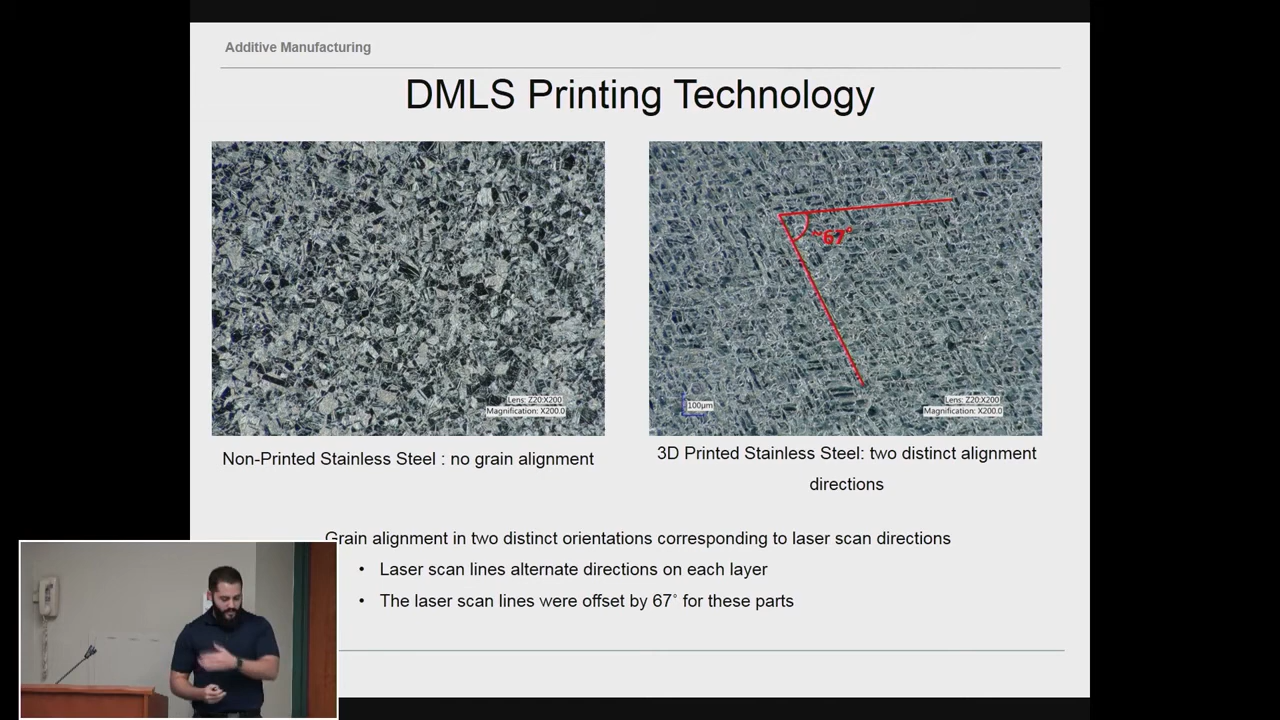 Additive Manufacturing
DMLS Printing Technology
~67°
Lens: Z20:X200
Magnification: X200.0
100μm
Lens: Z20:X200
Magnification: X200.0
Non-Printed Stainless Steel : no grain alignment
3D Printed Stainless Steel: two distinct alignment
directions
Grain alignment in two distinct orientations corresponding to laser scan directions
• Laser scan lines alternate directions on each layer
• The laser scan lines were offset by 67° for these parts